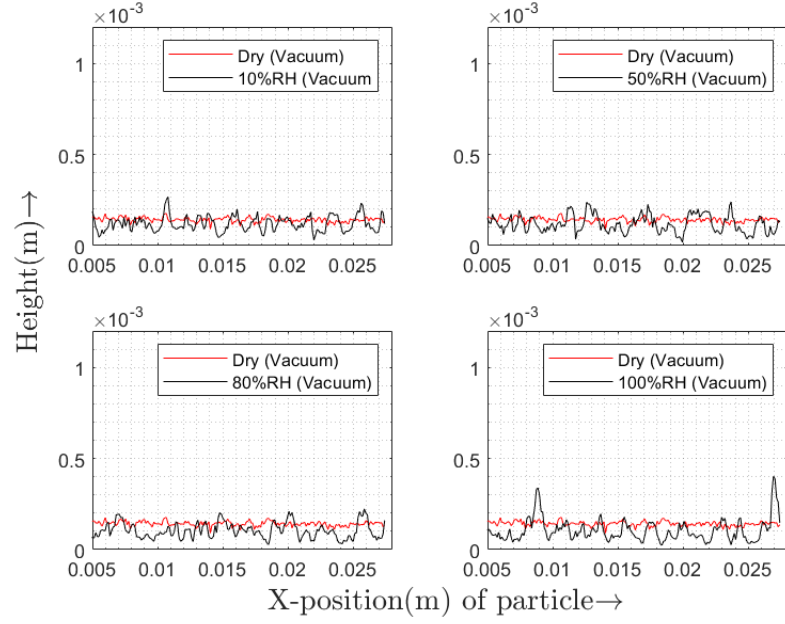 ×10⁻³
1
0.5
0
Dry (Vacuum)
10%RH (Vacuum
0.005 0.01 0.015 0.02 0.025
×10⁻³
1
0.5
0
Dry (Vacuum)
50%RH (Vacuum)
0.005 0.01 0.015 0.02 0.025
Height(m)→
×10⁻³
1
0.5
0
Dry (Vacuum)
80%RH (Vacuum)
0.005 0.01 0.015 0.02 0.025
×10⁻³
1
0.5
0
Dry (Vacuum)
100%RH (Vacuum)
0.005 0.01 0.015 0.02 0.025
X-position(m) of particle→